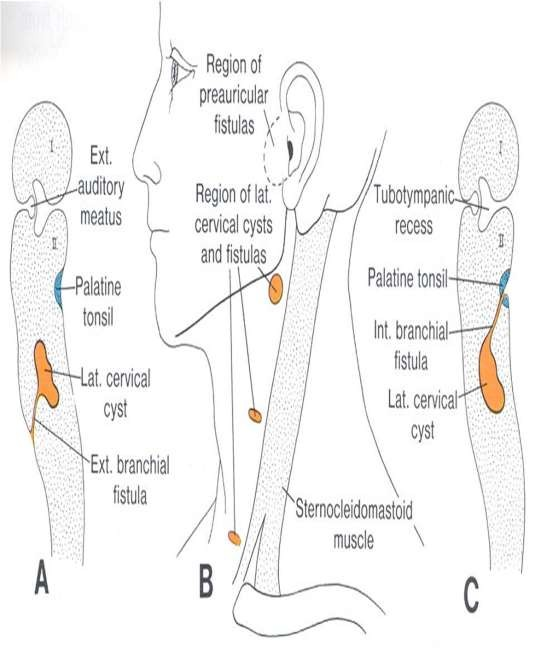 I
Ext.
auditory
meatus
II
Palatine
tonsil
Lat. cervical
cyst
Ext. branchial
fistula
A
Region of
preauricular
fistulas
Region of lat.
cervical cysts
and fistulas
Sternocleidomastoid
muscle
B
I
Tubotympanic
recess
II
Palatine tonsil
Int. branchial
fistula
Lat. cervical
cyst
C